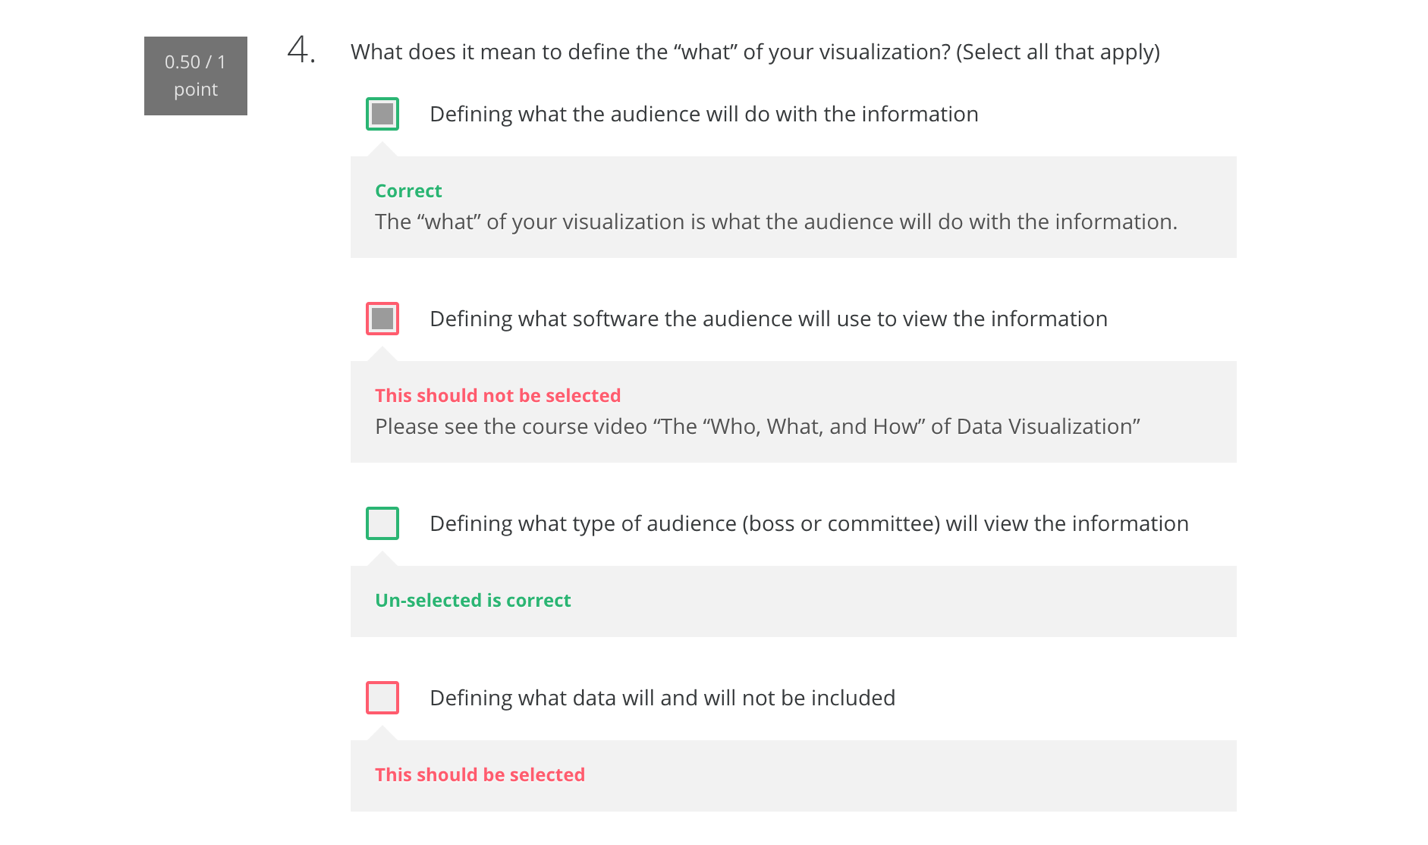 0.50 / 1
point
4.
What does it mean to define the “what” of your visualization? (Select all that apply)
Defining what the audience will do with the information
Correct
The “what” of your visualization is what the audience will do with the information.
Defining what software the audience will use to view the information
This should not be selected
Please see the course video “The “Who, What, and How” of Data Visualization”
Defining what type of audience (boss or committee) will view the information
Un-selected is correct
Defining what data will and will not be included
This should be selected